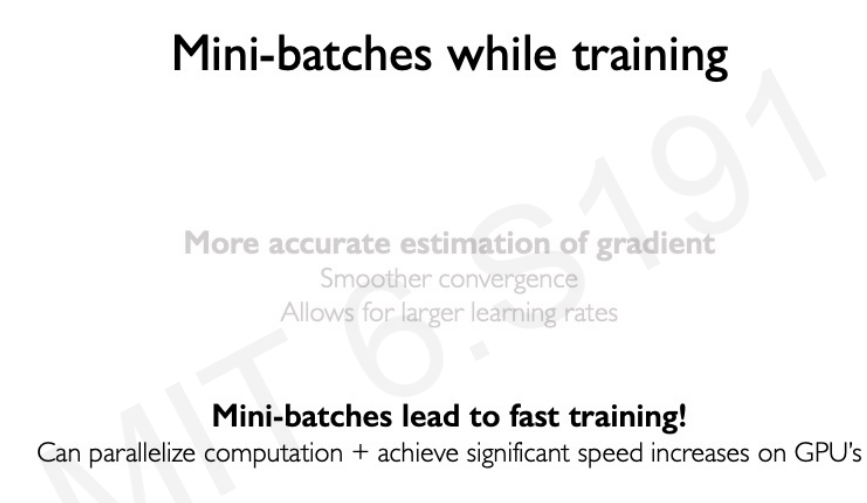 Mini-batches while training
More accurate estimation of gradient
Smoother convergence
Allows for larger learning rates
Mini-batches lead to fast training!
Can parallelize computation + achieve significant speed increases on GPU's
MIT 6.S191